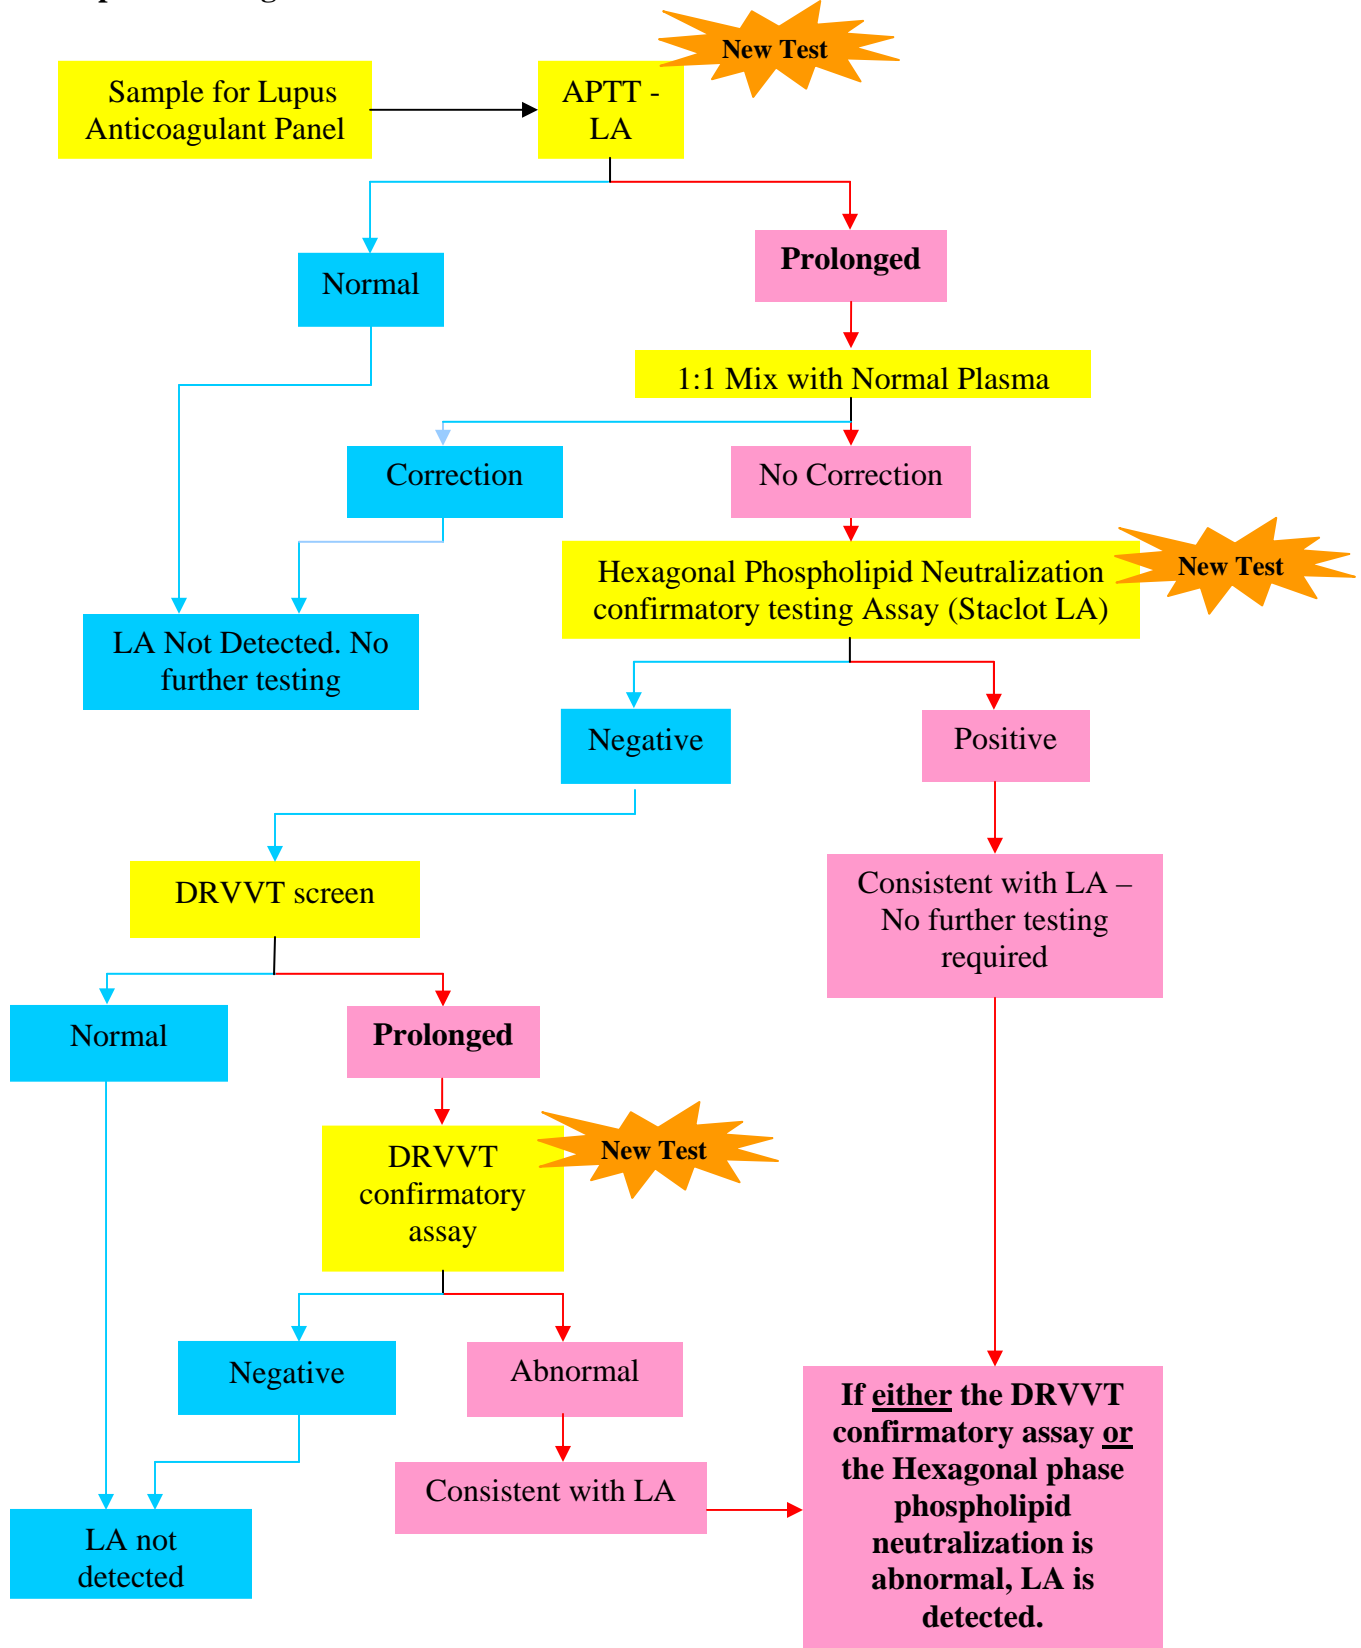 New Test
Sample for Lupus
Anticoagulant Panel
APTT -
LA
Prolonged
Normal
1:1 Mix with Normal Plasma
Correction
No Correction
New Test
Hexagonal Phospholipid Neutralization
confirmatory testing Assay (Staclot LA)
LA Not Detected. No
further testing
Negative
Positive
DRVVT screen
Consistent with LA –
No further testing
required
Normal
Prolonged
New Test
DRVVT
confirmatory
assay
Negative
Abnormal
If either the DRVVT
confirmatory assay or
the Hexagonal phase
phospholipid
neutralization is
abnormal, LA is
detected.
Consistent with LA
LA not
detected